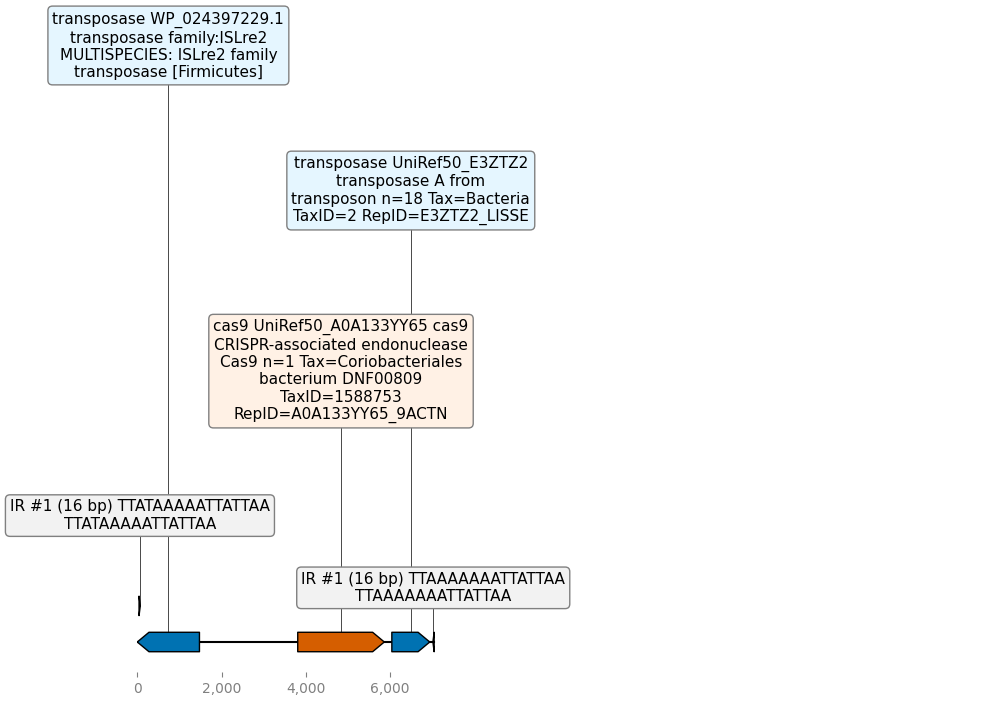 transposase WP_024397229.1
transposase family:ISLre2
MULTISPECIES: ISLre2 family
transposase [Firmicutes]
transposase UniRef50_E3ZTZ2
transposase A from
transposon n=18 Tax=Bacteria
TaxID=2 RepID=E3ZTZ2_LISSE
cas9 UniRef50_A0A133YY65 cas9
CRISPR-associated endonuclease
Cas9 n=1 Tax=Coriobacteriales
bacterium DNF00809
TaxID=1588753
RepID=A0A133YY65_9ACTN
IR #1 (16 bp) TTATAAAAATTATTAA
TTATAAAAATTATTAA
IR #1 (16 bp) TTAAAAAAATTATTAA
TTAAAAAAATTATTAA
0 2,000 4,000 6,000